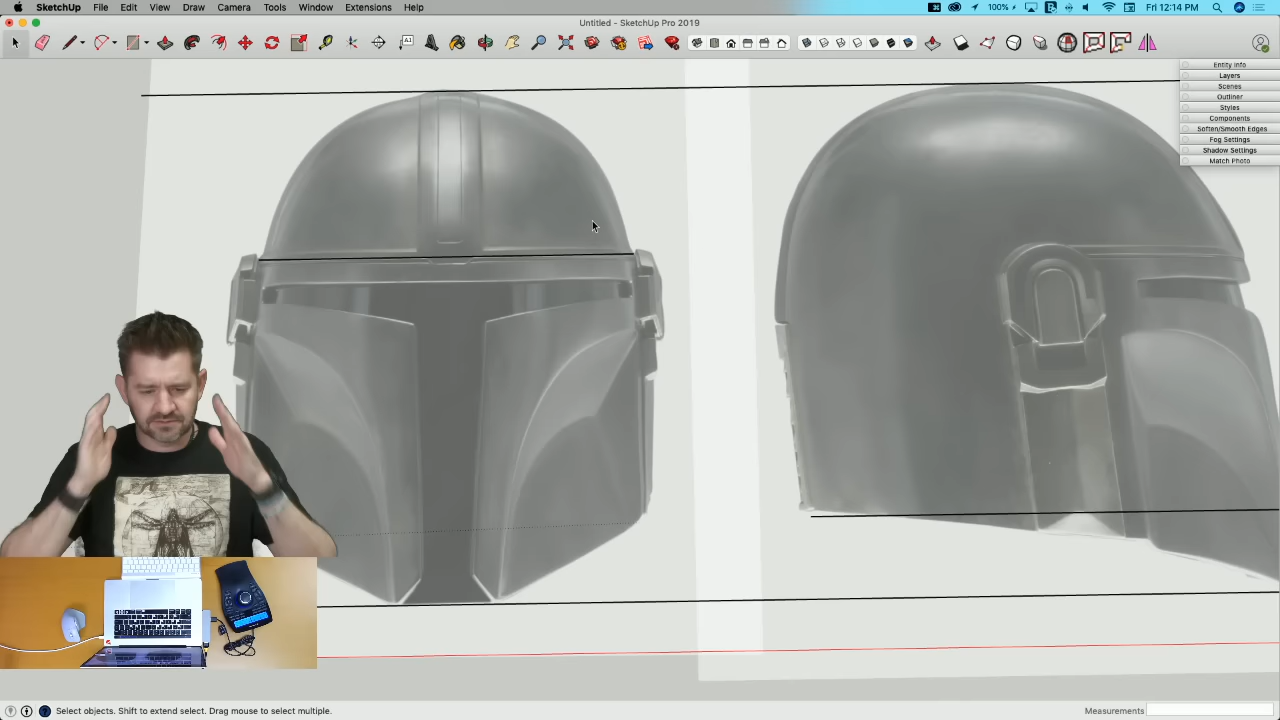 SketchUp File Edit View Draw Camera Tools Window Extensions Help 100% Fri 12:14 PM
Untitled - SketchUp Pro 2019
Entity Info
Layers
Scenes
Outliner
Styles
Components
Soften/Smooth Edges
Fog Settings
Shadow Settings
Match Photo
Select objects. Shift to extend select. Drag mouse to select multiple. Measurements